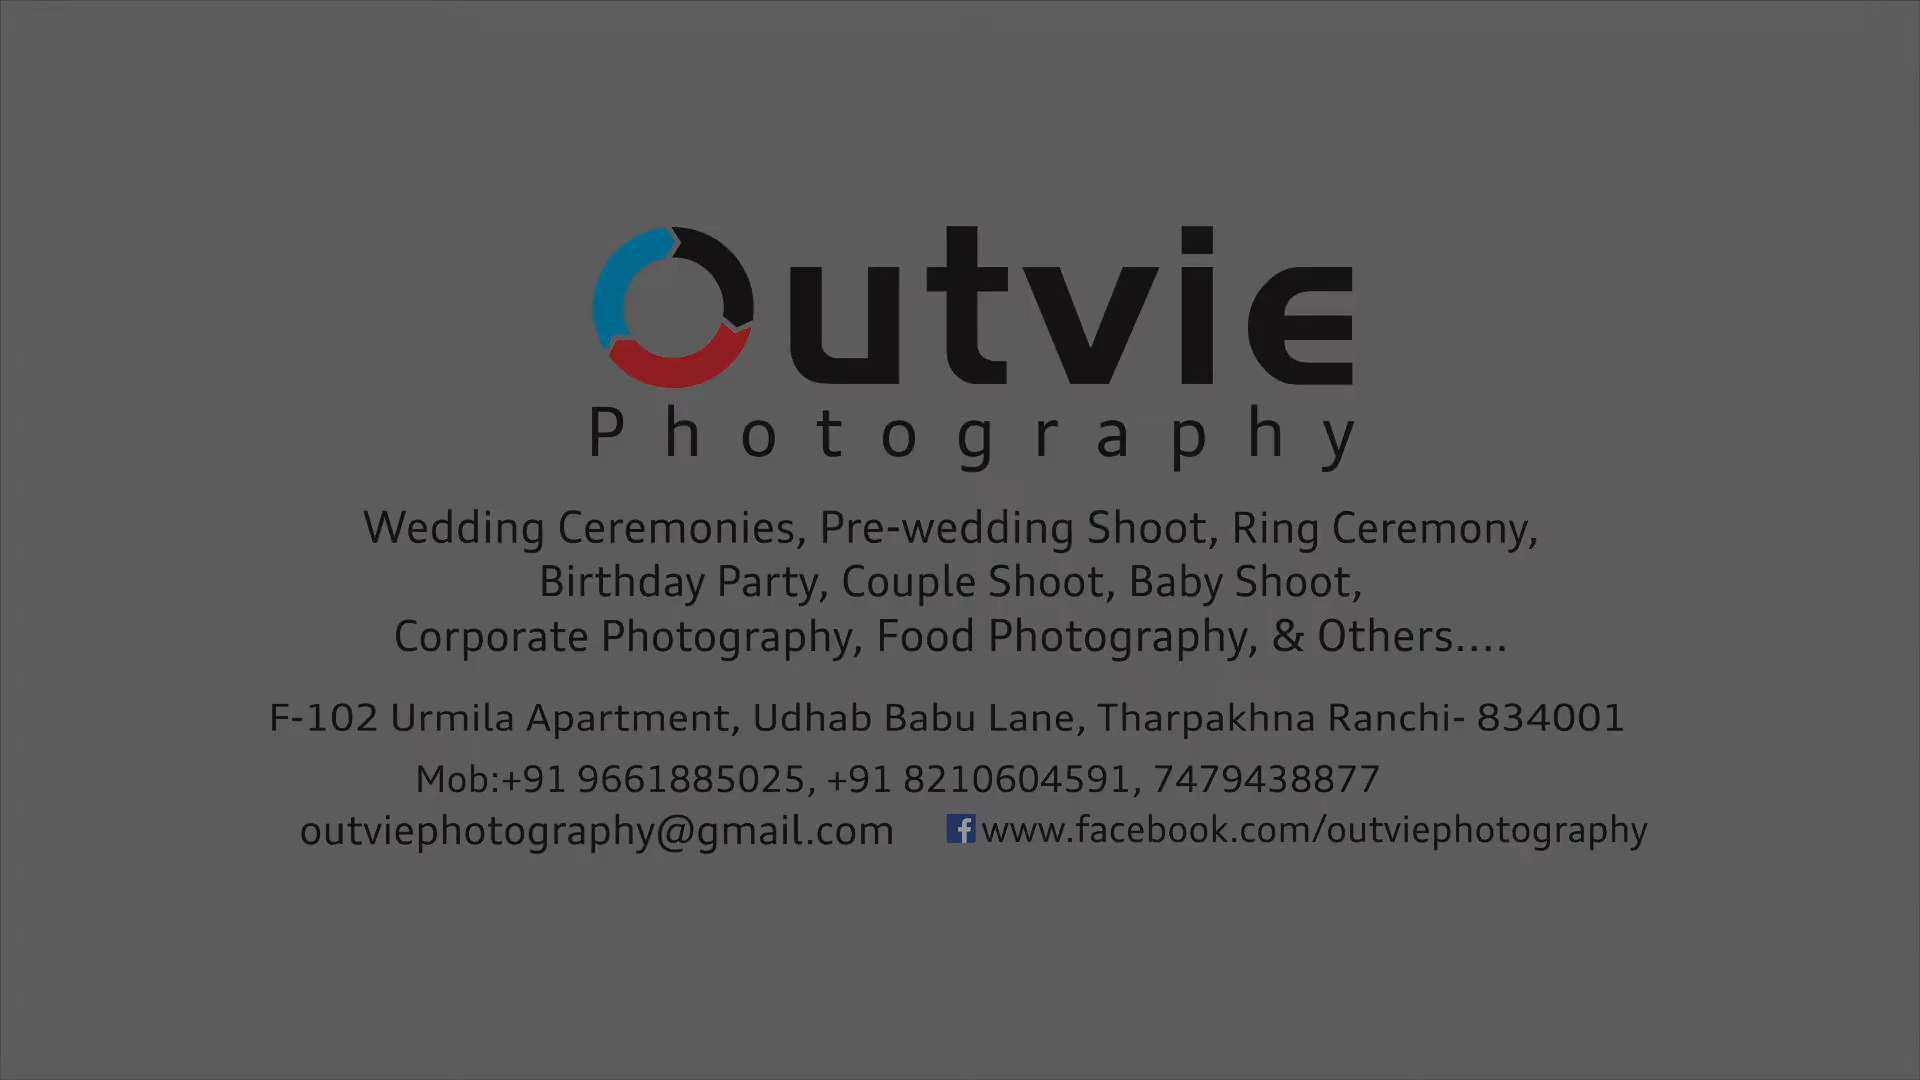 Outvie
Photography
Wedding Ceremonies, Pre-wedding Shoot, Ring Ceremony,
Birthday Party, Couple Shoot, Baby Shoot,
Corporate Photography, Food Photography, & Others....
F-102 Urmila Apartment, Udhab Babu Lane, Tharpakhna Ranchi- 834001
Mob:+91 9661885025, +91 8210604591, 7479438877
outviephotography@gmail.com f www.facebook.com/outviephotography